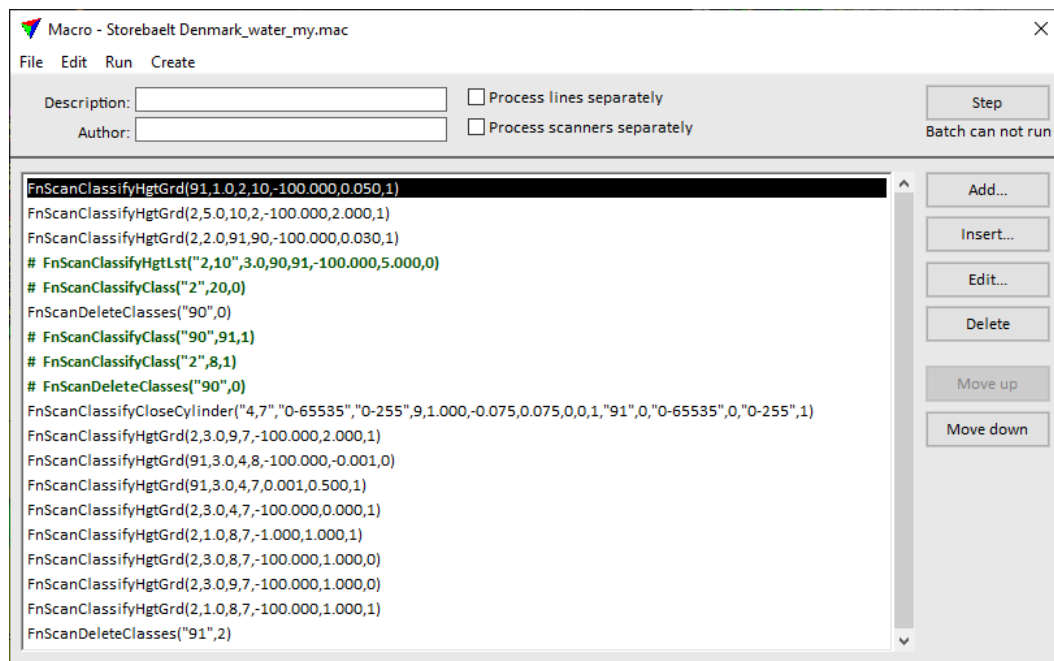 Macro - Storebaelt Denmark_water_my.mac
File Edit Run Create
Description:
Process lines separately
Step
Author:
Process scanners separately
Batch can not run
FnScanClassifyHgtGrd(91,1.0,2,10,-100.000,0.050,1)
Add...
FnScanClassifyHgtGrd(2,5.0,10,2,-100.000,2.000,1)
FnScanClassifyHgtGrd(2,2.0,91,90,-100.000,0.030,1)
Insert...
# FnScanClassifyHgtLst("2,10",3.0,90,91,-100.000,5.000,0)
# FnScanClassifyClass("2",20,0)
Edit...
FnScanDeleteClasses("90",0)
Delete
# FnScanClassifyClass("90",91,1)
# FnScanClassifyClass("2",8,1)
# FnScanDeleteClasses("90",0)
Move up
FnScanClassifyCloseCylinder("4,7","0-65535","0-255",9,1.000,-0.075,0.075,0,0,1,"91",0,"0-65535",0,"0-255",1)
FnScanClassifyHgtGrd(2,3.0,9,7,-100.000,2.000,1)
Move down
FnScanClassifyHgtGrd(91,3.0,4,8,-100.000,-0.001,0)
FnScanClassifyHgtGrd(91,3.0,4,7,0.001,0.500,1)
FnScanClassifyHgtGrd(2,3.0,4,7,-100.000,0.000,1)
FnScanClassifyHgtGrd(2,1.0,8,7,-1.000,1.000,1)
FnScanClassifyHgtGrd(2,3.0,8,7,-100.000,1.000,0)
FnScanClassifyHgtGrd(2,3.0,9,7,-100.000,1.000,0)
FnScanClassifyHgtGrd(2,1.0,8,7,-100.000,1.000,1)
FnScanDeleteClasses("91",2)